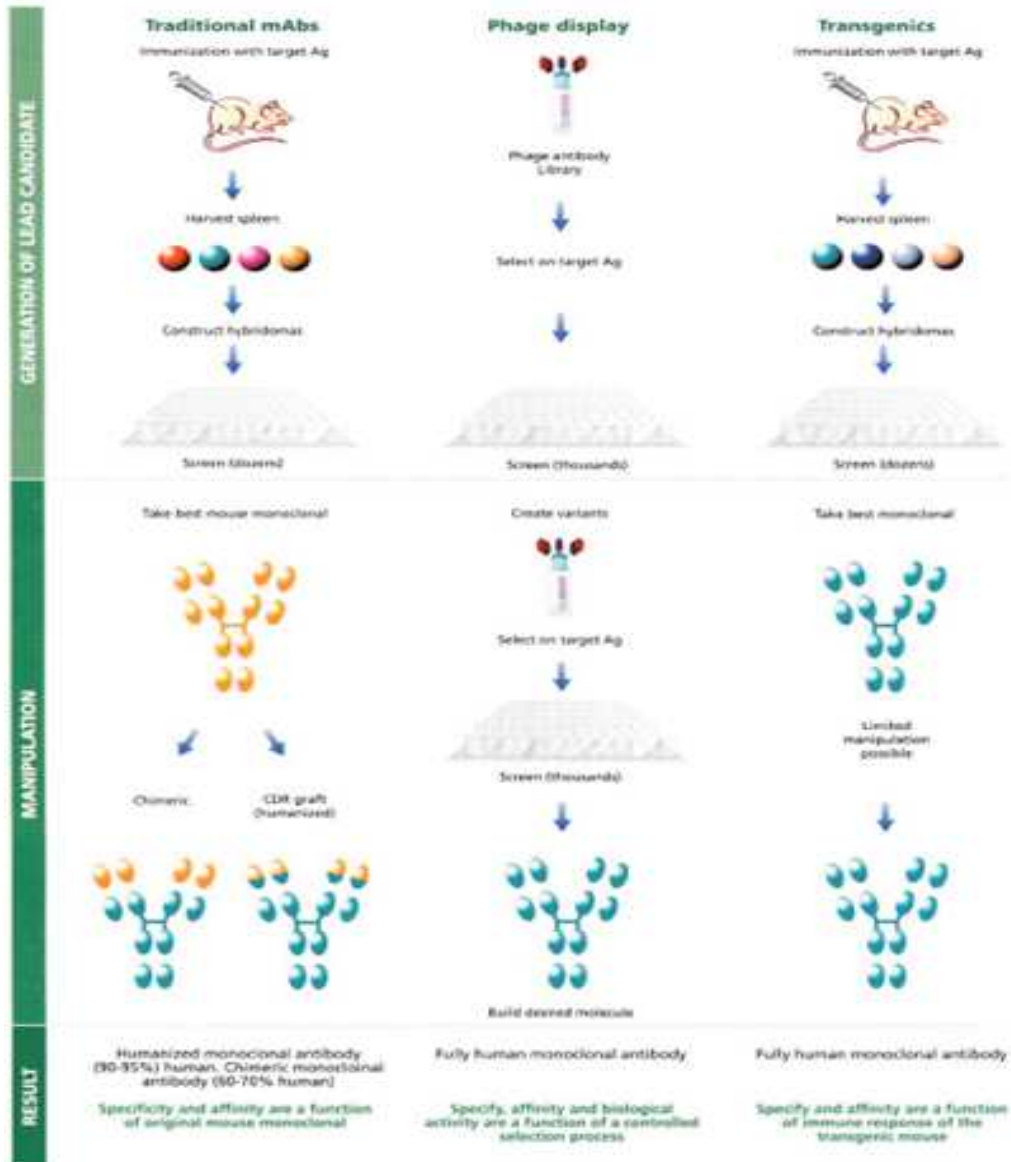 Traditional mAbs
Immunization with target Ag
Harvest spleen
Construct hybridomas
Screen (dozens)
Phage display
Phage antibody
Library
Select on target Ag
Screen (thousands)
Transgenics
Immunization with target Ag
Harvest spleen
Construct hybridomas
Screen (dozens)
GENERATION OF LEAD CANDIDATE
Take best mouse monoclonal
Chimeric
CDR graft
(humanized)
Create variants
Select on target Ag
Screen (thousands)
Build desired molecule
Take best monoclonal
Limited
manipulation
possible
MANIPULATION
Humanized monoclonal antibody
(90-95%) human. Chimeric monocloinal
antibody (60-70% human)
Specificity and affinity are a function
of original mouse monoclonal
Fully human monoclonal antibody
Specify, affinity and biological
activity are a function of a controlled
selection process
Fully human monoclonal antibody
Specify and affinity are a function
of immune response of the
transgenic mouse
RESULT